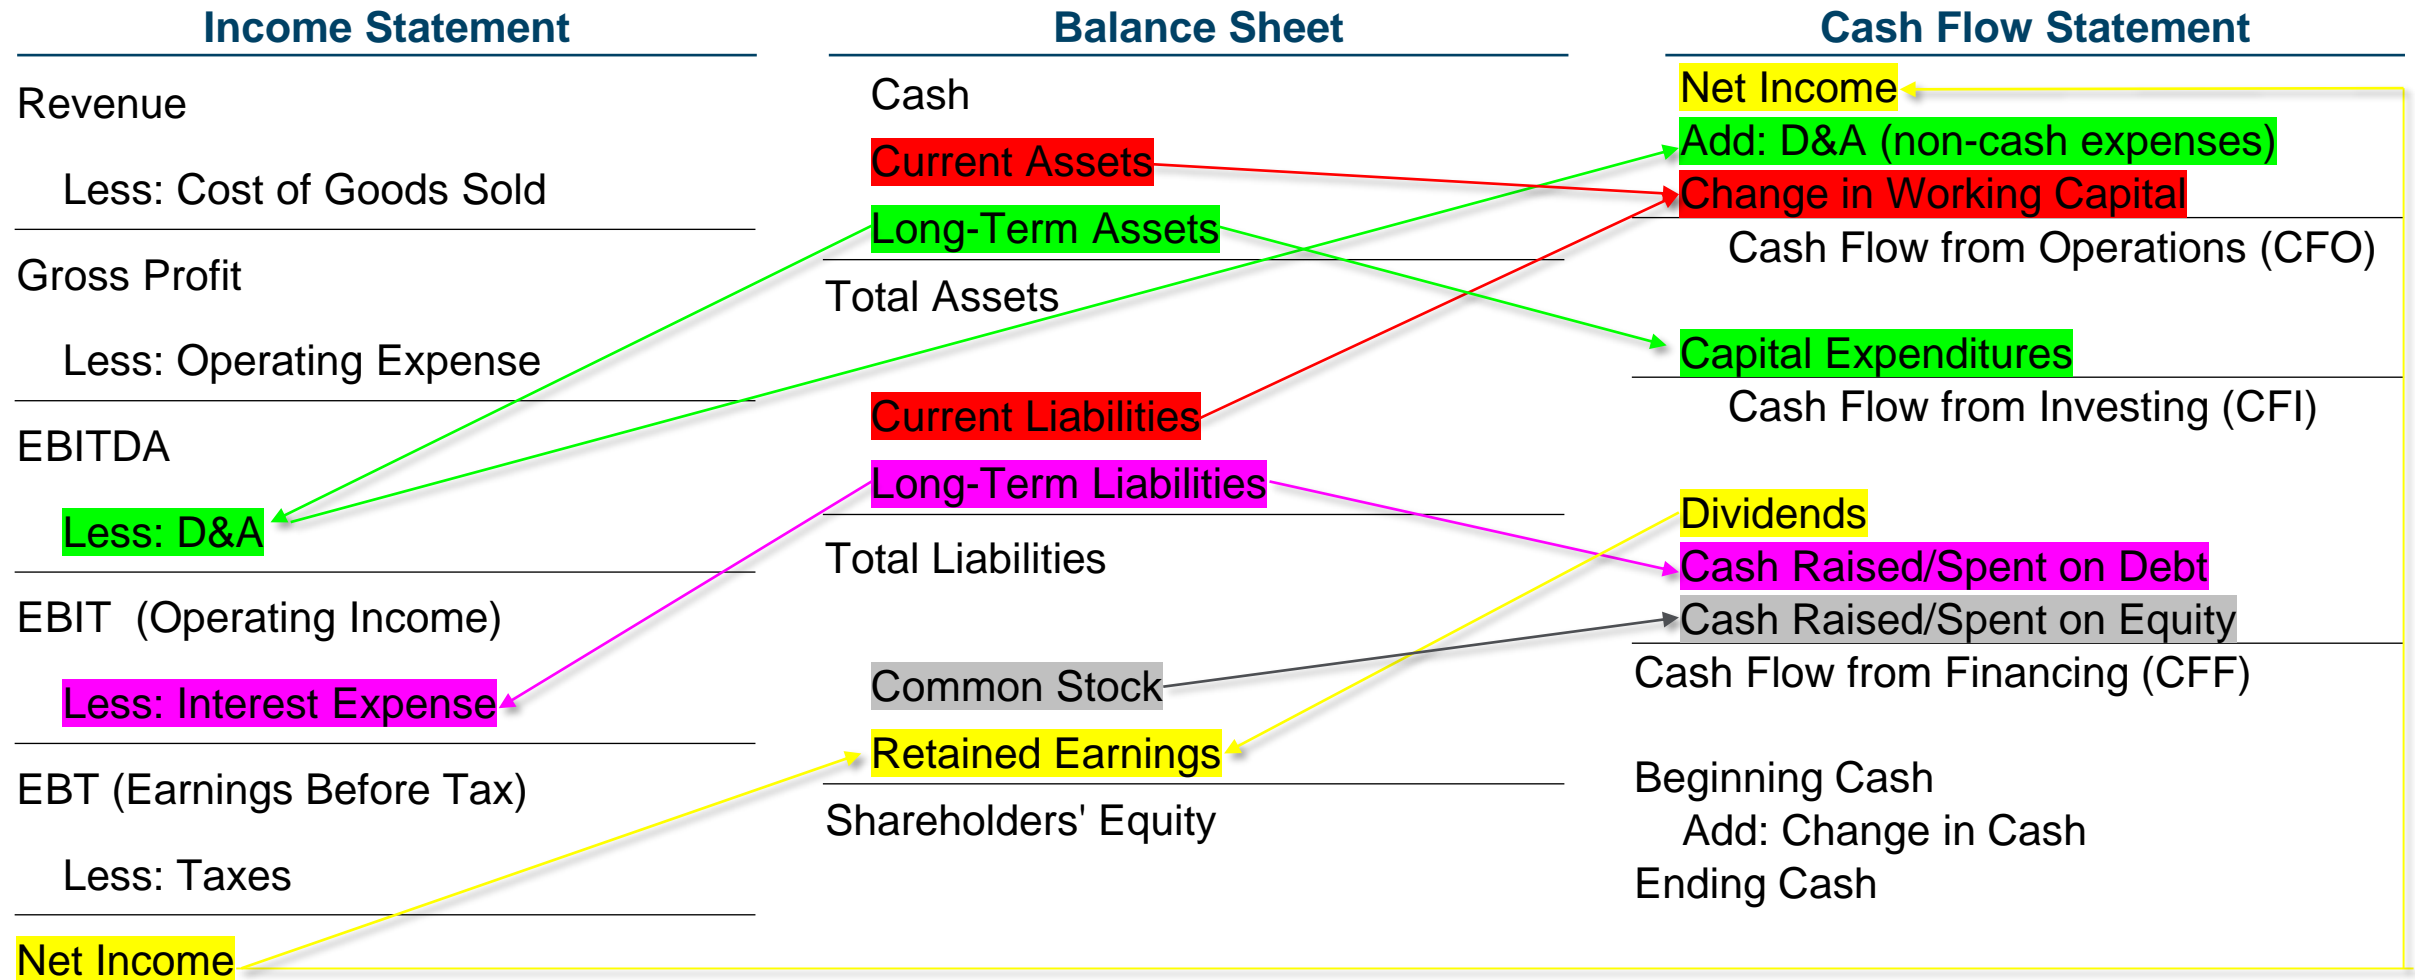 Income Statement
Revenue
Less: Cost of Goods Sold
Gross Profit
Less: Operating Expense
EBITDA
Less: D&A
EBIT  (Operating Income)
Less: Interest Expense
EBT (Earnings Before Tax)
Less: Taxes
Net Income
Balance Sheet
Cash
Current Assets
Long-Term Assets
Total Assets
Current Liabilities
Long-Term Liabilities
Total Liabilities
Common Stock
Retained Earnings
Shareholders' Equity
Cash Flow Statement
Net Income
Add: D&A (non-cash expenses)
Change in Working Capital
Cash Flow from Operations (CFO)
Capital Expenditures
Cash Flow from Investing (CFI)
Dividends
Cash Raised/Spent on Debt
Cash Raised/Spent on Equity
Cash Flow from Financing (CFF)
Beginning Cash
Add: Change in Cash
Ending Cash